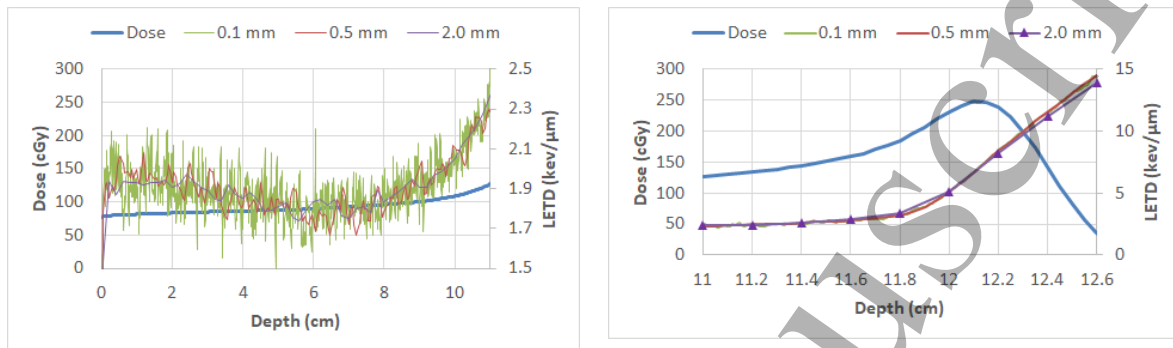 Dose 0.1 mm 0.5 mm 2.0 mm
300 2.5
250 2.3
200 2.1
150 1.9
100 1.7
50
0 1.5
0 2 4 6 8 10
Depth (cm)
Dose (cGy)
LETD (kev/µm)
Dose 0.1 mm 0.5 mm 2.0 mm
300 15
250
200 10
150
100 5
50
0 0
11 11.2 11.4 11.6 11.8 12 12.2 12.4 12.6
Depth (cm)
Dose (cGy)
LETD (kev/µm)
uscri